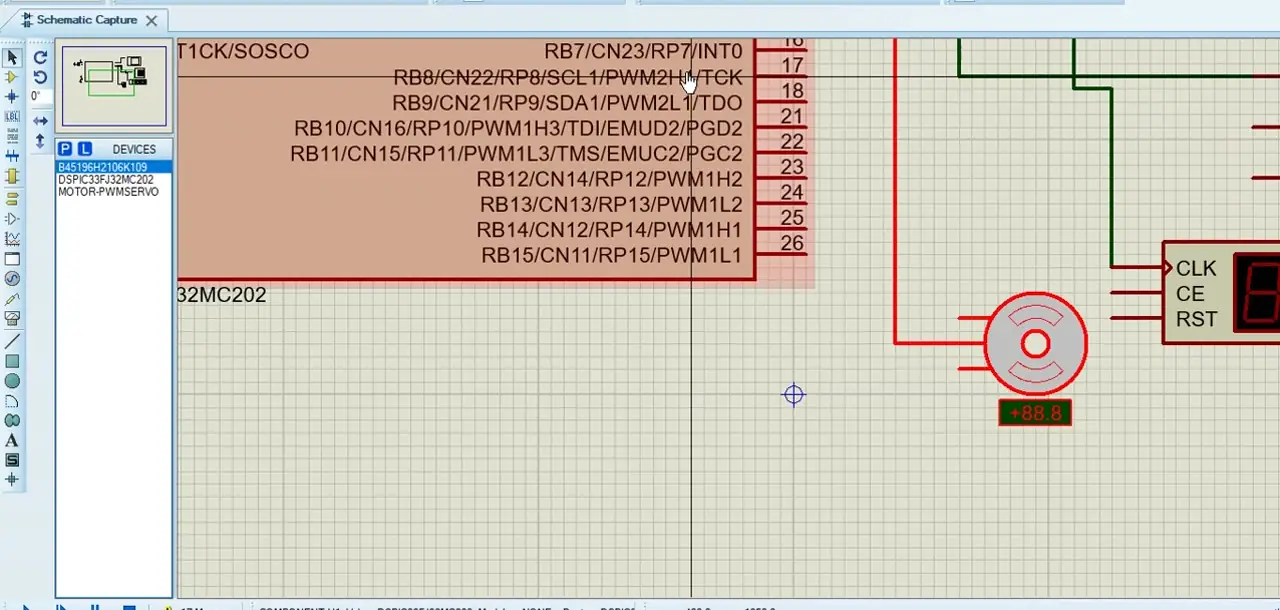 Schematic Capture
T1CK/SOSCO
RB7/CN23/RP7/INT0
16
RB8/CN22/RP8/SCL1/PWM2H1/TCK
17
RB9/CN21/RP9/SDA1/PWM2L1/TDO
18
RB10/CN16/RP10/PWM1H3/TDI/EMUD2/PGD2
21
RB11/CN15/RP11/PWM1L3/TMS/EMUC2/PGC2
22
RB12/CN14/RP12/PWM1H2
23
RB13/CN13/RP13/PWM1L2
24
RB14/CN12/RP14/PWM1H1
25
RB15/CN11/RP15/PWM1L1
26
32MC202
0°
LBL
P L DEVICES
B45196H2106K109
DSPIC33FJ32MC202
MOTOR-PWMSERVO
A
S
CLK
CE
RST
+88.8